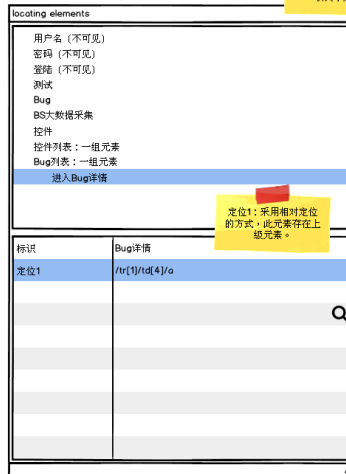 locating elements
用户名（不可见）
密码（不可见）
登陆（不可见）
测试
Bug
BS大数据采集
控件
控件列表：一组元素
Bug列表：一组元素
进入Bug详情
定位1：采用相对定位
的方式，此元素存在上
级元素。
标识
Bug详情
定位1
/tr[1]/td[4]/a